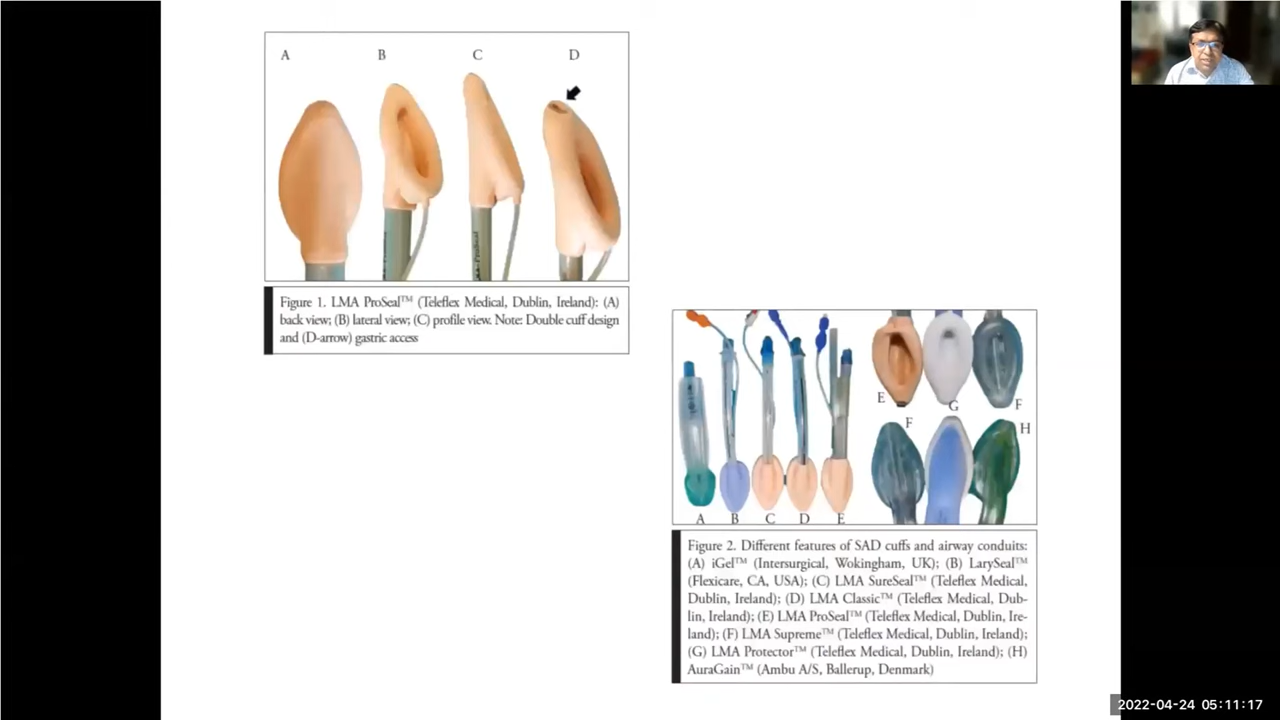 A B C D
Figure 1. LMA ProSeal™ (Teleflex Medical, Dublin, Ireland): (A)
back view; (B) lateral view; (C) profile view. Note: Double cuff design
and (D-arrow) gastric access
E G F
F H
A B C D E
Figure 2. Different features of SAD cuffs and airway conduits:
(A) iGel™ (Intersurgical, Wokingham, UK); (B) LarySeal™
(Flexicare, CA, USA); (C) LMA SureSeal™ (Teleflex Medical,
Dublin, Ireland); (D) LMA Classic™ (Teleflex Medical, Dub-
lin, Ireland); (E) LMA ProSeal™ (Teleflex Medical, Dublin, Ire-
land); (F) LMA Supreme™ (Teleflex Medical, Dublin, Ireland);
(G) LMA Protector™ (Teleflex Medical, Dublin, Ireland); (H)
AuraGain™ (Ambu A/S, Ballerup, Denmark)
2022-04-24 05:11:17